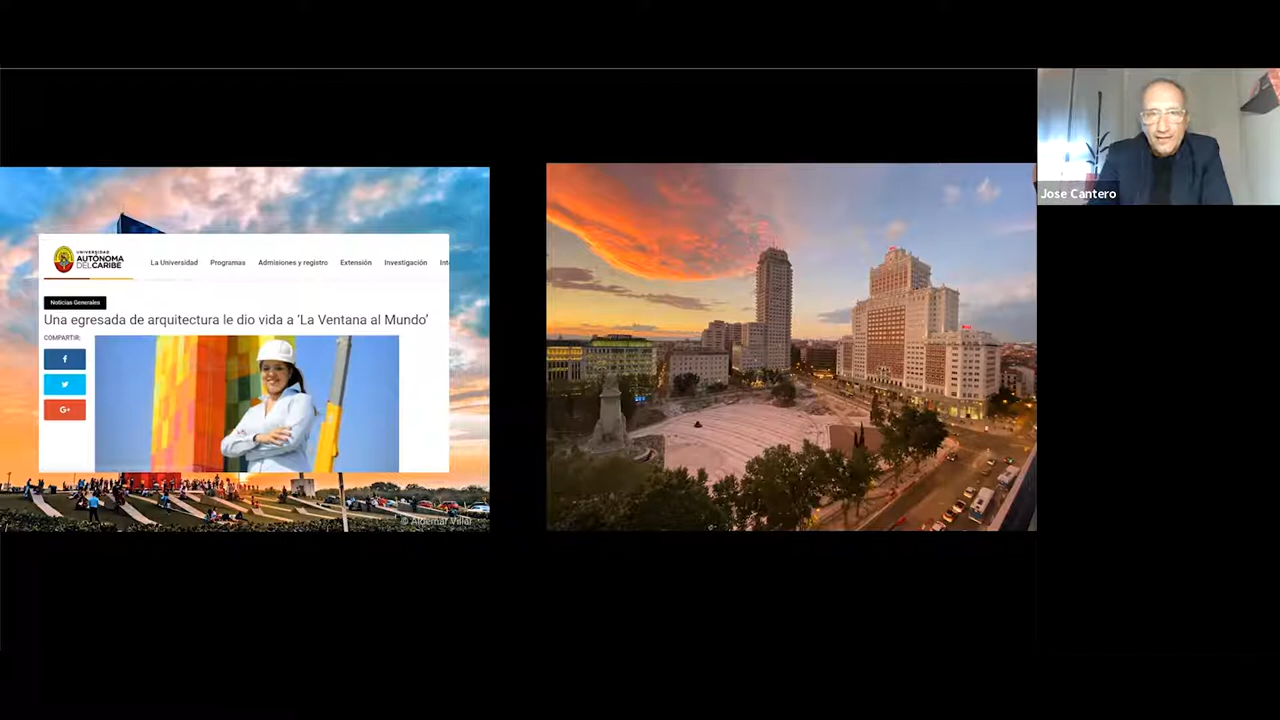 UNIVERSIDAD
AUTÓNOMA
DEL CARIBE
La Universidad Programas Admisiones y registro Extensión Investigación Int
Noticias Generales
Una egresada de arquitectura le dio vida a ‘La Ventana al Mundo’
COMPARTIR:
f
G+
© Aldemar Villar
Jose Cantero